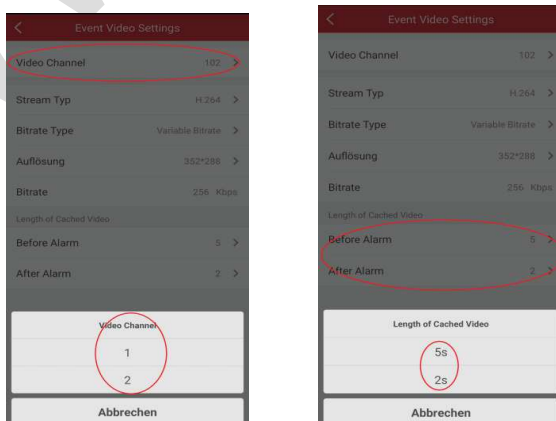 Event Video Settings
Video Channel 102
Stream Typ H.264
Bitrate Type Variable Bitrate
Auflösung 352*288
Bitrate 256 Kbps
Length of Cached Video
Before Alarm 5
After Alarm 2
Video Channel
1
2
Abbrechen
Event Video Settings
Video Channel 102
Stream Typ H.264
Bitrate Type Variable Bitrate
Auflösung 352*288
Bitrate 256 Kbps
Length of Cached Video
Before Alarm 5
After Alarm 2
Length of Cached Video
5s
2s
Abbrechen